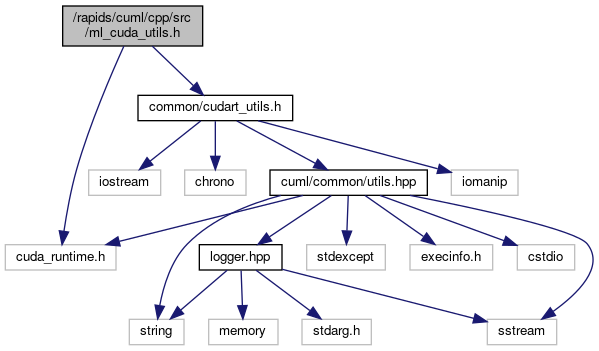 /rapids/cuml/cpp/src
/ml_cuda_utils.h
common/cudart_utils.h
iostream
chrono
cuml/common/utils.hpp
iomanip
cuda_runtime.h
logger.hpp
stdexcept
execinfo.h
cstdio
string
memory
stdarg.h
sstream